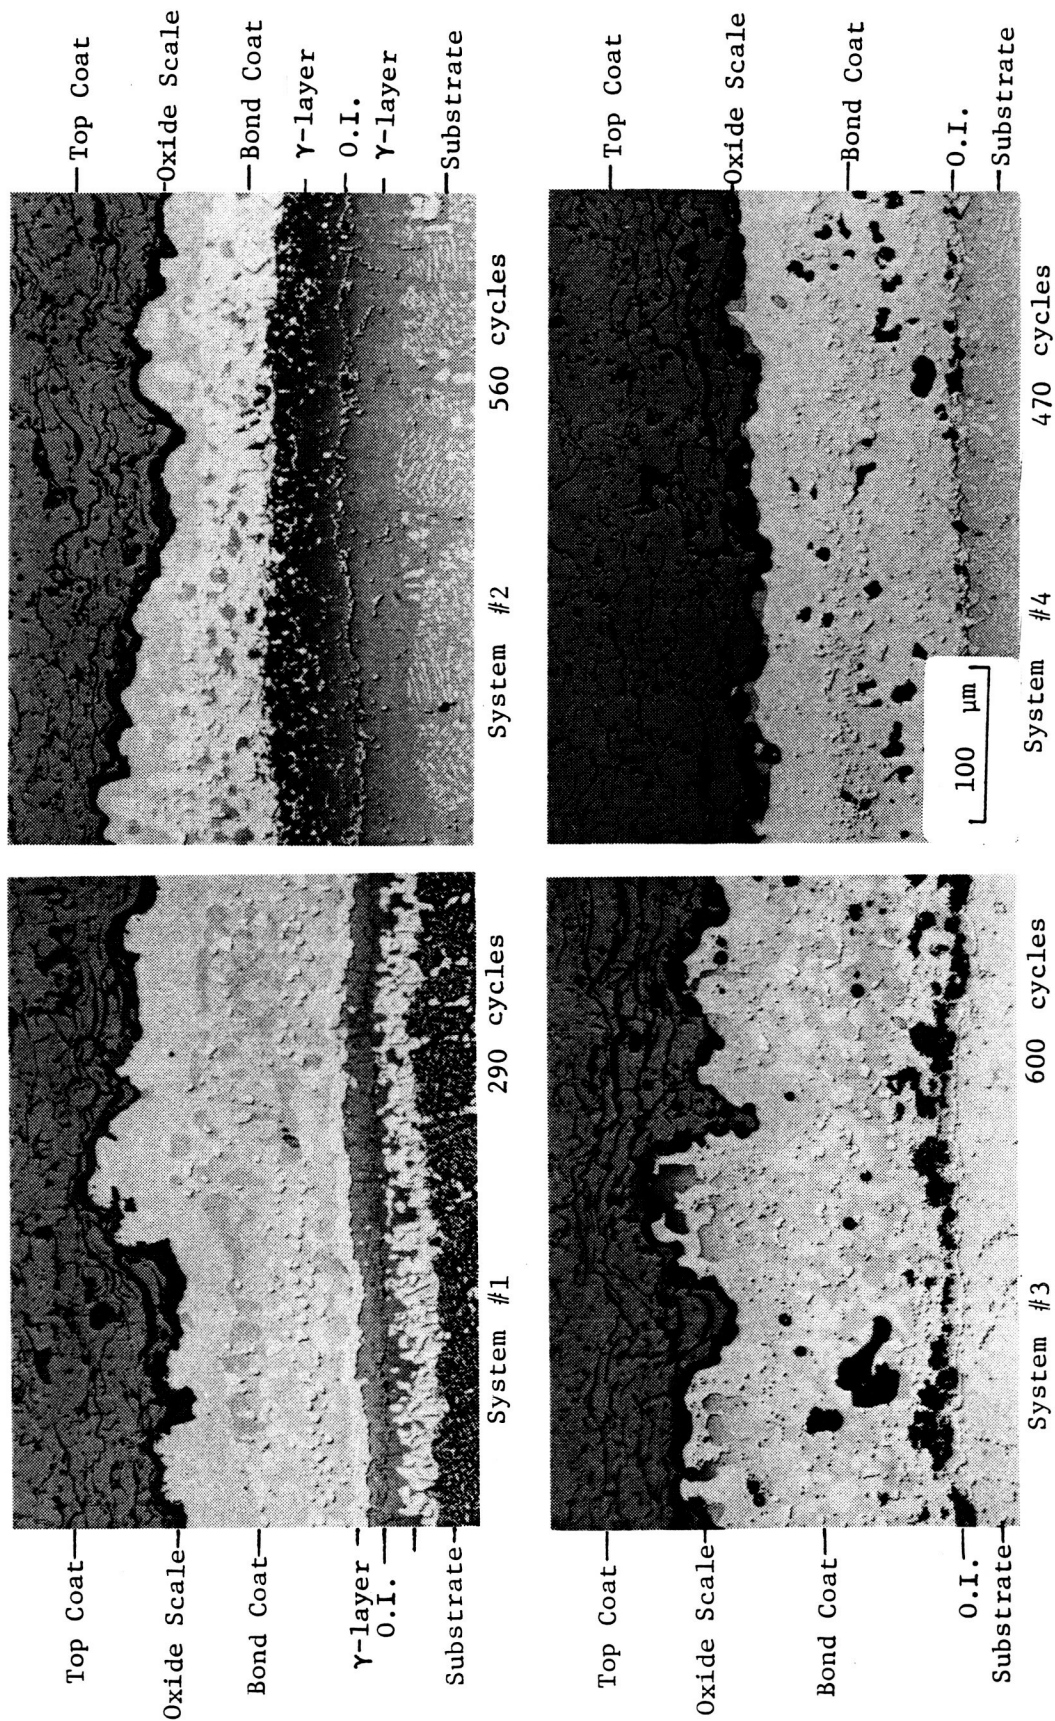 Top Coat
Oxide Scale
Bond Coat
γ-layer
O.I.
Substrate
System #1 290 cycles
Top Coat
Oxide Scale
Bond Coat
γ-layer
O.I.
γ-layer
Substrate
System #2 560 cycles
Top Coat
Oxide Scale
Bond Coat
O.I.
Substrate
System #3 600 cycles
Top Coat
Oxide Scale
Bond Coat
O.I.
Substrate
100 μm
System #4 470 cycles